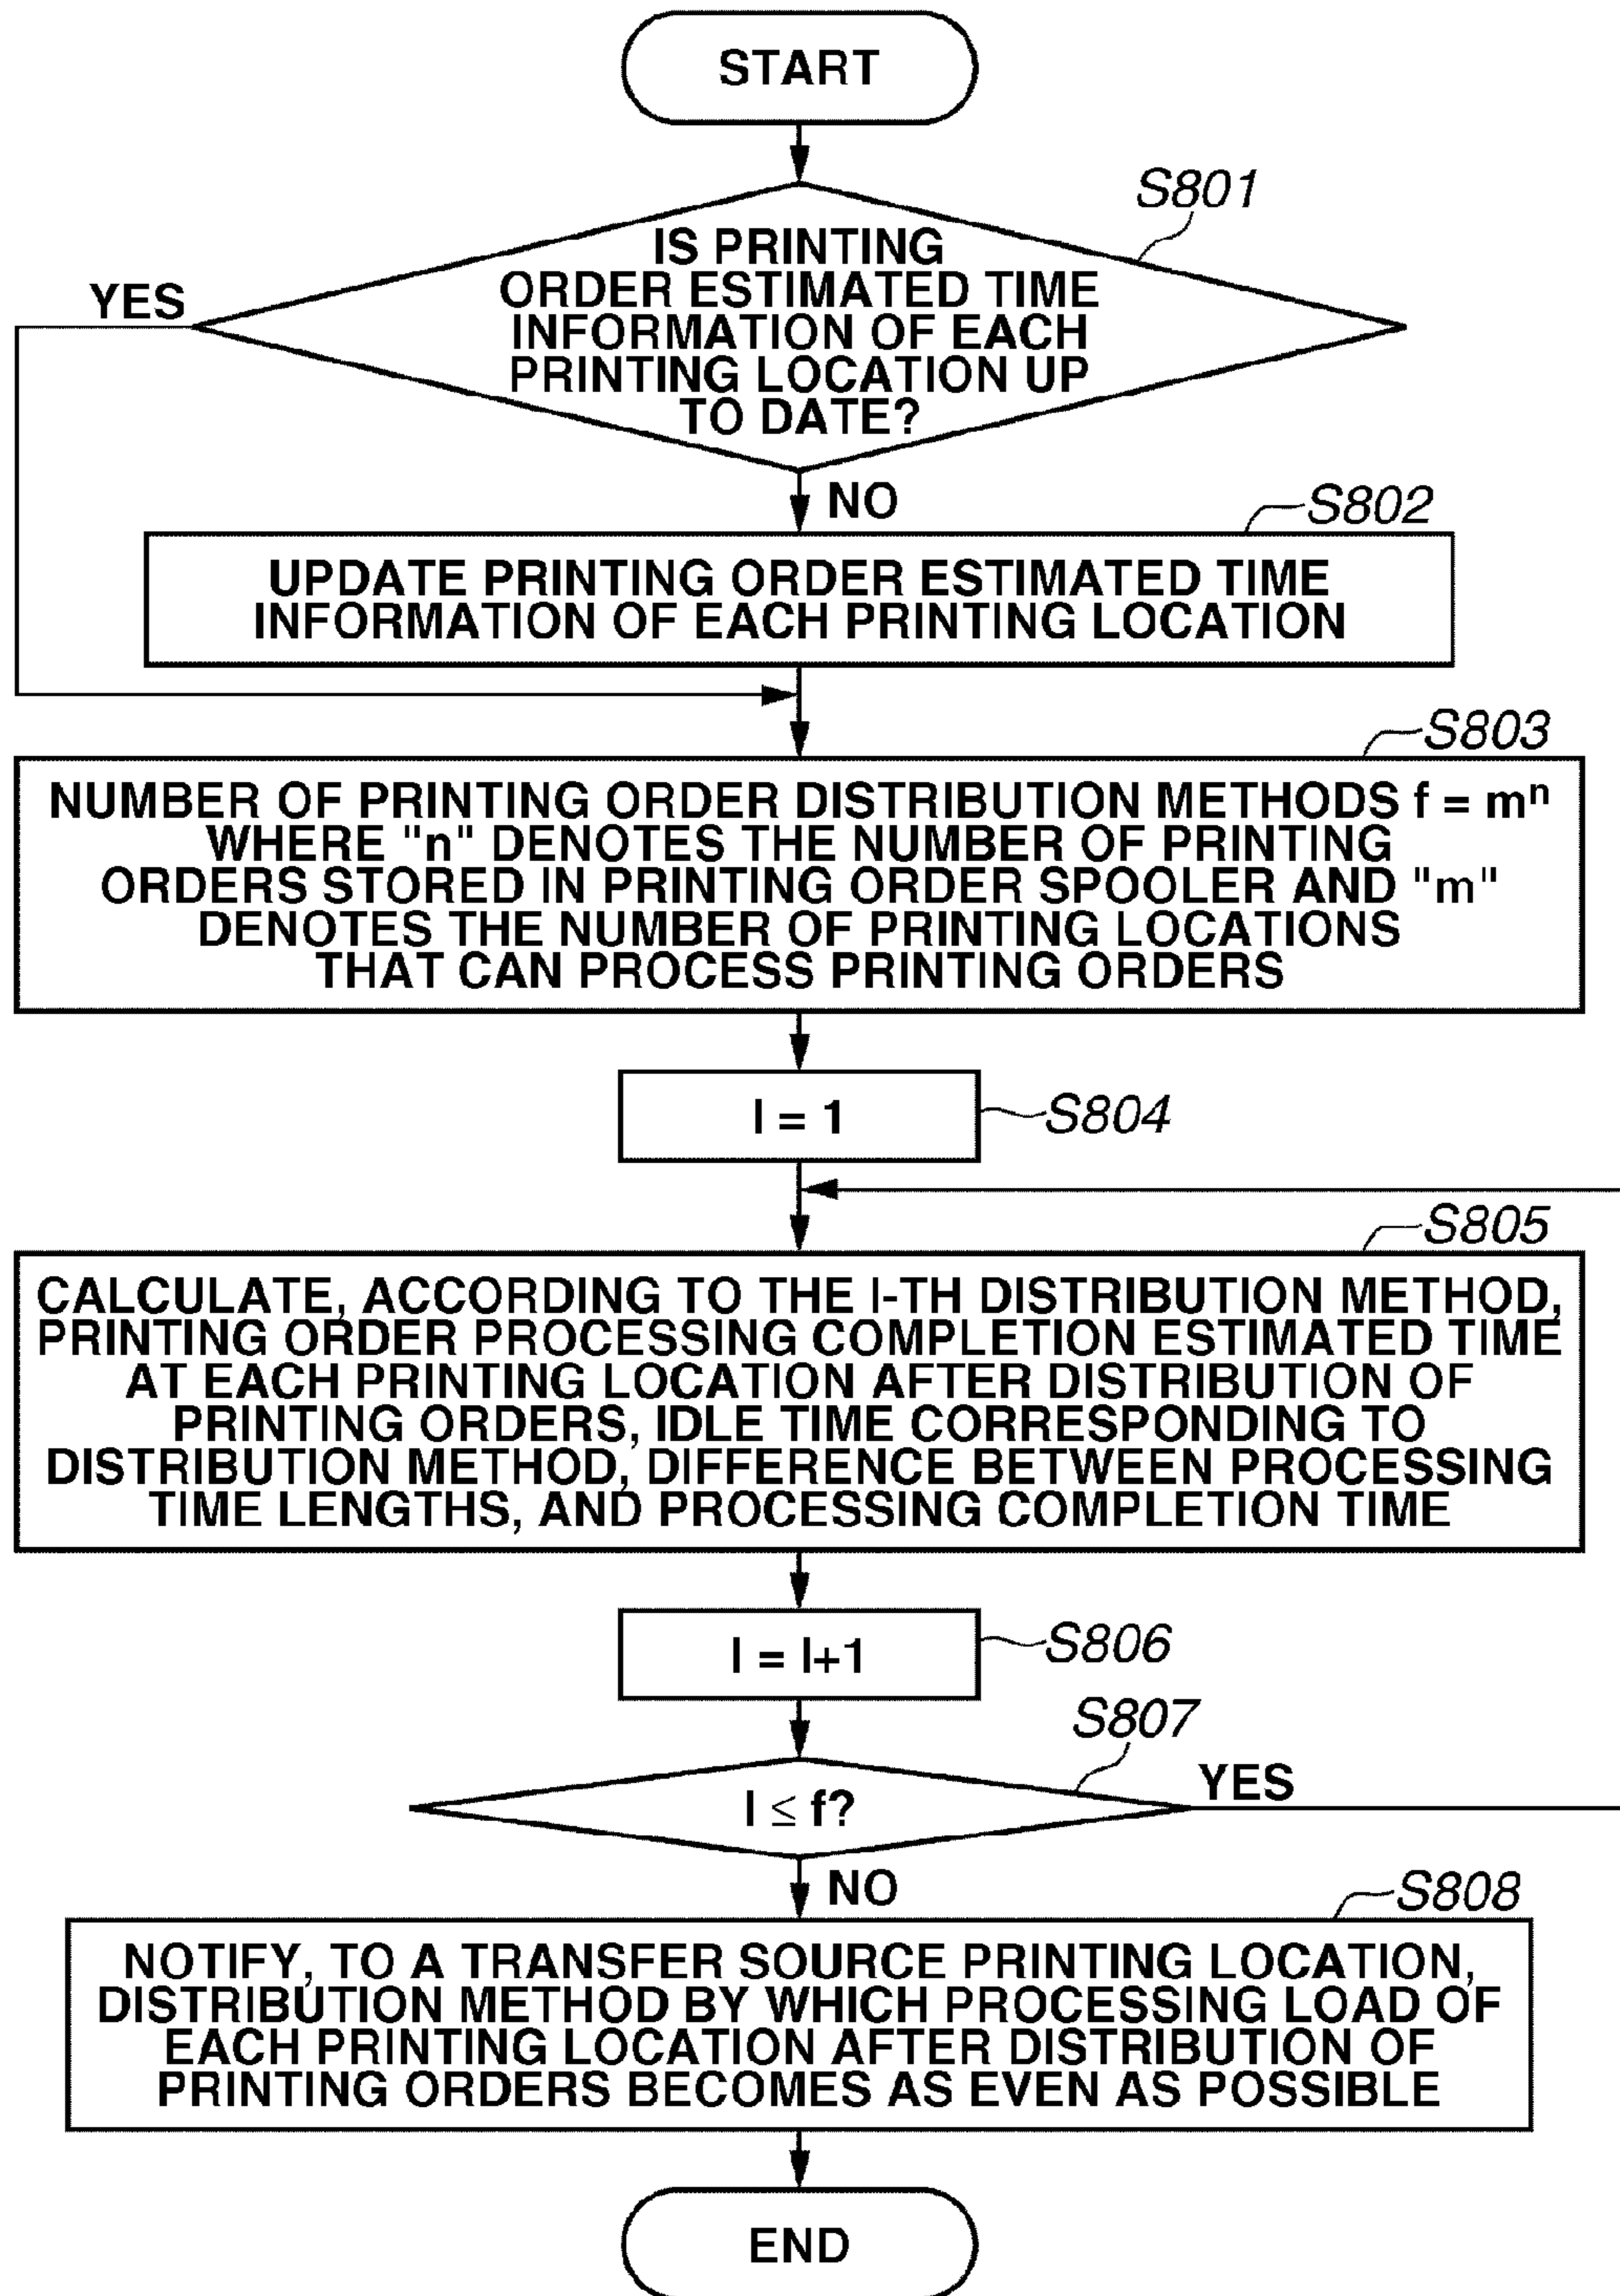 START
S801
IS PRINTING
ORDER ESTIMATED TIME
INFORMATION OF EACH
PRINTING LOCATION UP
TO DATE?
YES
NO
S802
UPDATE PRINTING ORDER ESTIMATED TIME
INFORMATION OF EACH PRINTING LOCATION
S803
NUMBER OF PRINTING ORDER DISTRIBUTION METHODS f = mⁿ
WHERE "n" DENOTES THE NUMBER OF PRINTING
ORDERS STORED IN PRINTING ORDER SPOOLER AND "m"
DENOTES THE NUMBER OF PRINTING LOCATIONS
THAT CAN PROCESS PRINTING ORDERS
I = 1
S804
S805
CALCULATE, ACCORDING TO THE I-TH DISTRIBUTION METHOD,
PRINTING ORDER PROCESSING COMPLETION ESTIMATED TIME
AT EACH PRINTING LOCATION AFTER DISTRIBUTION OF
PRINTING ORDERS, IDLE TIME CORRESPONDING TO
DISTRIBUTION METHOD, DIFFERENCE BETWEEN PROCESSING
TIME LENGTHS, AND PROCESSING COMPLETION TIME
I = I+1
S806
S807
I ≤ f?
YES
NO
S808
NOTIFY, TO A TRANSFER SOURCE PRINTING LOCATION,
DISTRIBUTION METHOD BY WHICH PROCESSING LOAD OF
EACH PRINTING LOCATION AFTER DISTRIBUTION OF
PRINTING ORDERS BECOMES AS EVEN AS POSSIBLE
END